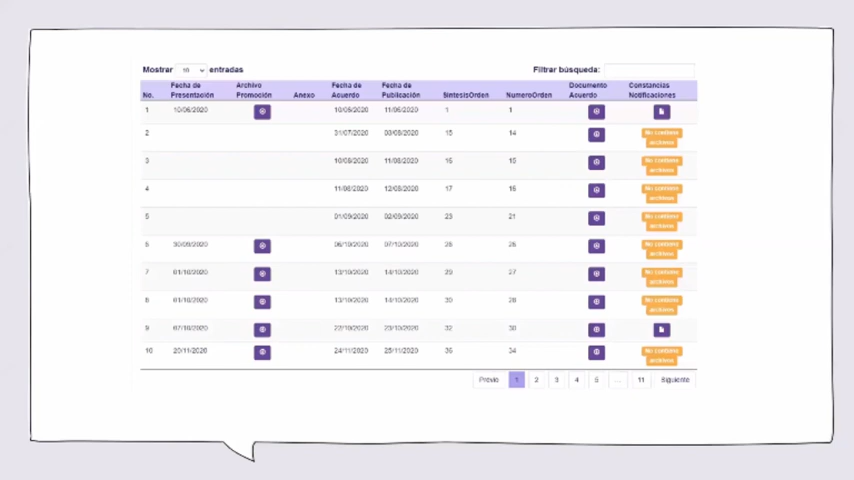 Mostrar 10 entradas Filtrar búsqueda:
No. Fecha de Presentación Archivo Promoción Anexo Fecha de Acuerdo Fecha de Publicación SíntesisOrden NumeroOrden Documento Acuerdo Constancias Notificaciones
1 10/06/2020 10/06/2020 11/06/2020 1 1
2 31/07/2020 03/08/2020 15 14 No contiene archivos
3 10/08/2020 11/08/2020 16 15 No contiene archivos
4 11/08/2020 12/08/2020 17 16 No contiene archivos
5 01/09/2020 02/09/2020 23 21 No contiene archivos
6 30/09/2020 06/10/2020 07/10/2020 No contiene archivos
7 01/10/2020 13/10/2020 14/10/2020 29 27 No contiene archivos
8 01/10/2020 13/10/2020 14/10/2020 30 28 No contiene archivos
9 07/10/2020 22/10/2020 23/10/2020 32 30
10 20/11/2020 24/11/2020 25/11/2020 36 34 No contiene archivos
Previo 1 2 3 4 5 ... 11 Siguiente